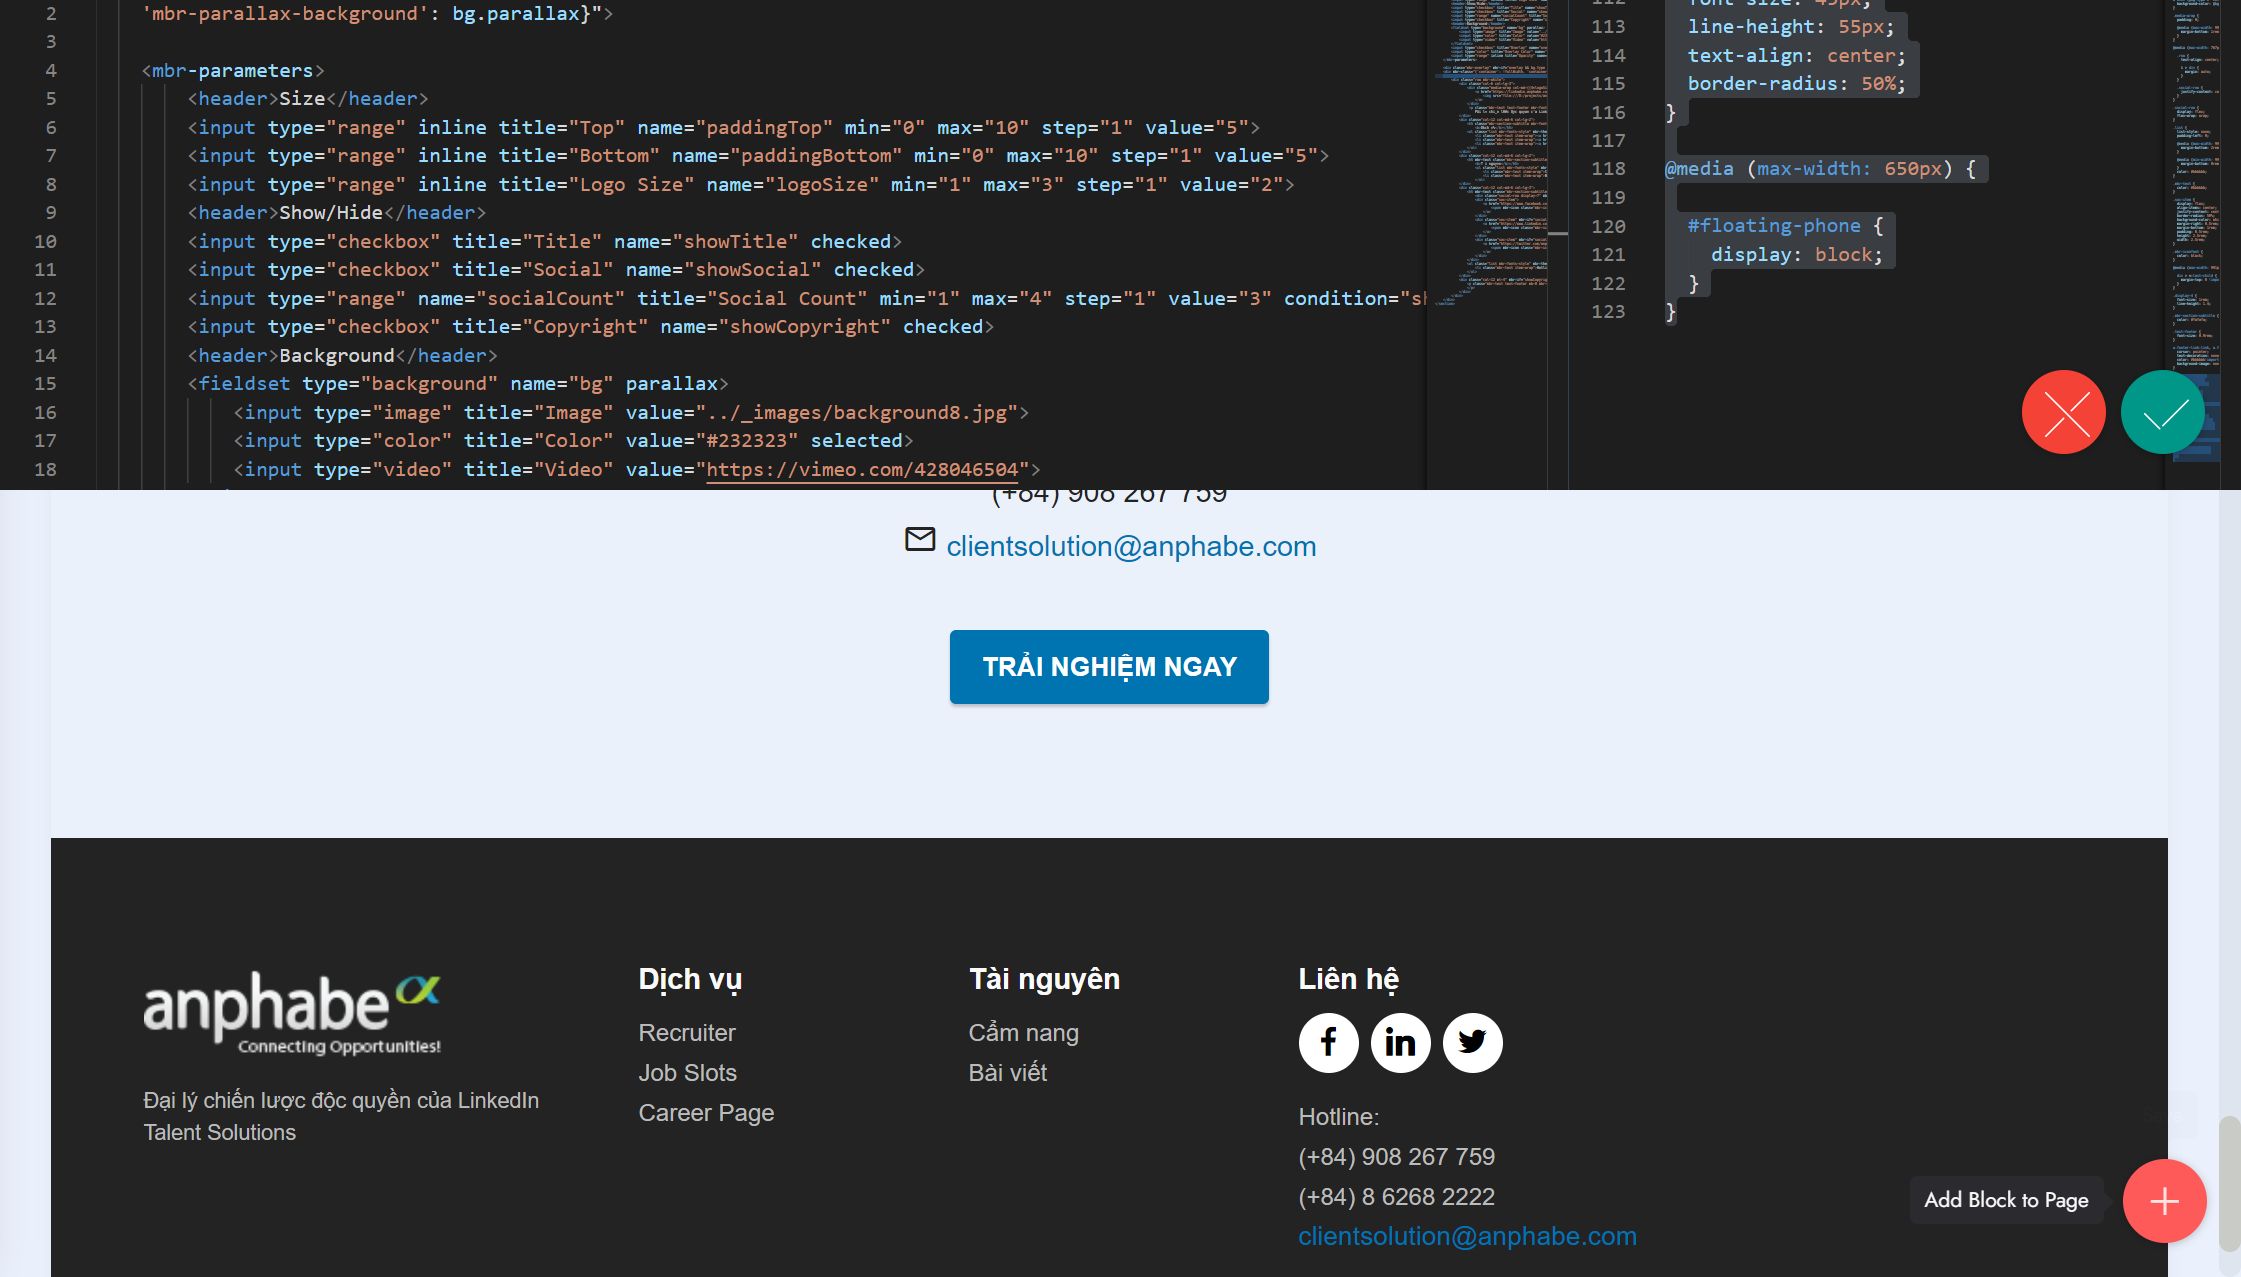 2 'mbr-parallax-background': bg.parallax}">
3
4 <mbr-parameters>
5 <header>Size</header>
6 <input type="range" inline title="Top" name="paddingTop" min="0" max="10" step="1" value="5">
7 <input type="range" inline title="Bottom" name="paddingBottom" min="0" max="10" step="1" value="5">
8 <input type="range" inline title="Logo Size" name="logoSize" min="1" max="3" step="1" value="2">
9 <header>Show/Hide</header>
10 <input type="checkbox" title="Title" name="showTitle" checked>
11 <input type="checkbox" title="Social" name="showSocial" checked>
12 <input type="range" name="socialCount" title="Social Count" min="1" max="4" step="1" value="3" condition="sh
13 <input type="checkbox" title="Copyright" name="showCopyright" checked>
14 <header>Background</header>
15 <fieldset type="background" name="bg" parallax>
16 <input type="image" title="Image" value="../_images/background8.jpg">
17 <input type="color" title="Color" value="#232323" selected>
18 <input type="video" title="Video" value="https://vimeo.com/428046504">
112 font-size: 45px;
113 line-height: 55px;
114 text-align: center;
115 border-radius: 50%;
116 }
117
118 @media (max-width: 650px) {
119
120 #floating-phone {
121 display: block;
122 }
123 }
(+84) 908 267 759
clientsolution@anphabe.com
TRẢI NGHIỆM NGAY
anphabe
Connecting Opportunities!
Đại lý chiến lược độc quyền của LinkedIn
Talent Solutions
Dịch vụ
Recruiter
Job Slots
Career Page
Tài nguyên
Cẩm nang
Bài viết
Liên hệ
Hotline:
(+84) 908 267 759
(+84) 8 6268 2222
clientsolution@anphabe.com
Add Block to Page